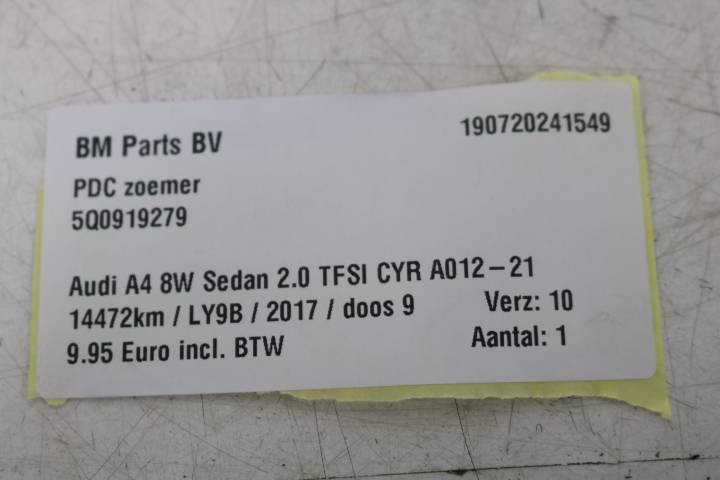 BM Parts BV 190720241549
PDC zoemer
5Q0919279
Audi A4 8W Sedan 2.0 TFSI CYR A012-21
14472km / LY9B / 2017 / doos 9 Verz: 10
9.95 Euro incl. BTW Aantal: 1